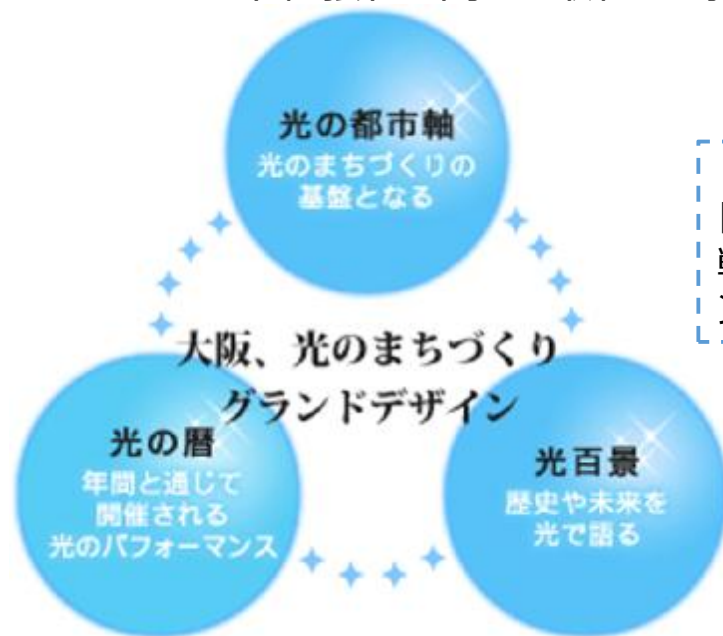 光の都市軸
光のまちづくりの
基盤となる
大阪、光のまちづくり
グランドデザイン
光の暦
年間と通じて
開催される
光のパフォーマンス
光百景
歴史や未来を
光で語る